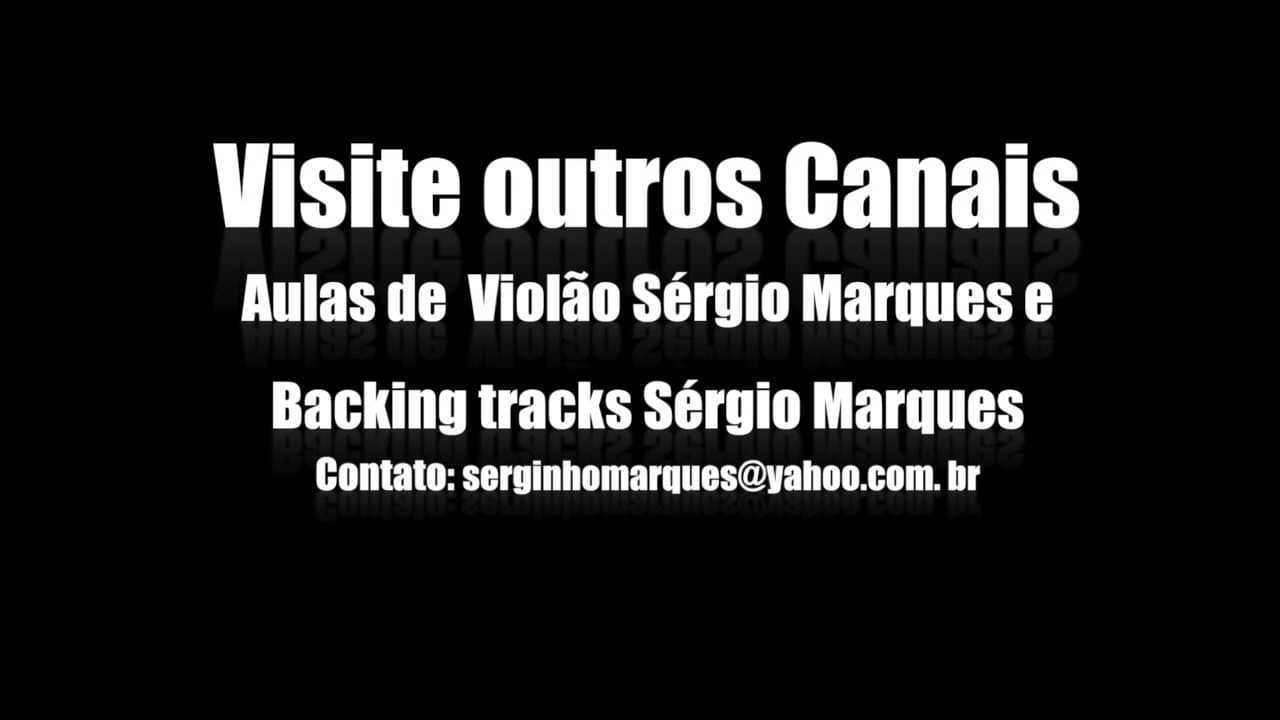 Visite outros Canais
Aulas de  Violão Sérgio Marques e
Backing tracks Sérgio Marques
Contato: serginhomarques@yahoo.com. br